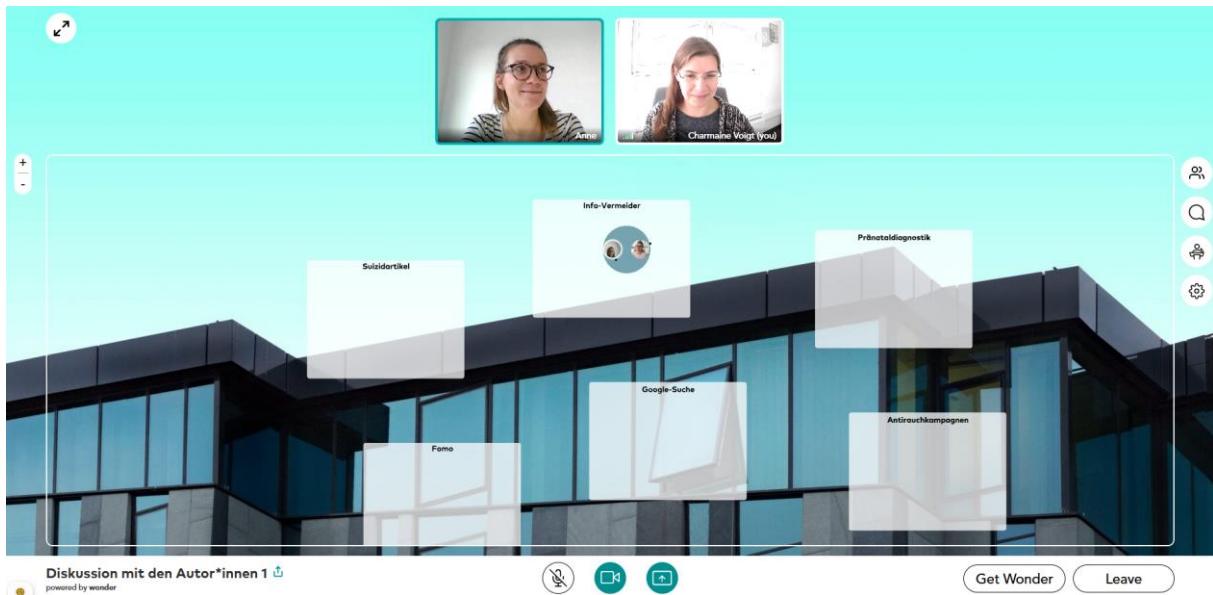 Anne
Charmaine Voigt (you)
+
-
Info-Vermeider
Pränataldiagnostik
Suizidartikel
Google-Suche
Antirauchkampagnen
Fomo
Diskussion mit den Autor*innen 1
powered by wonder
Get Wonder
Leave